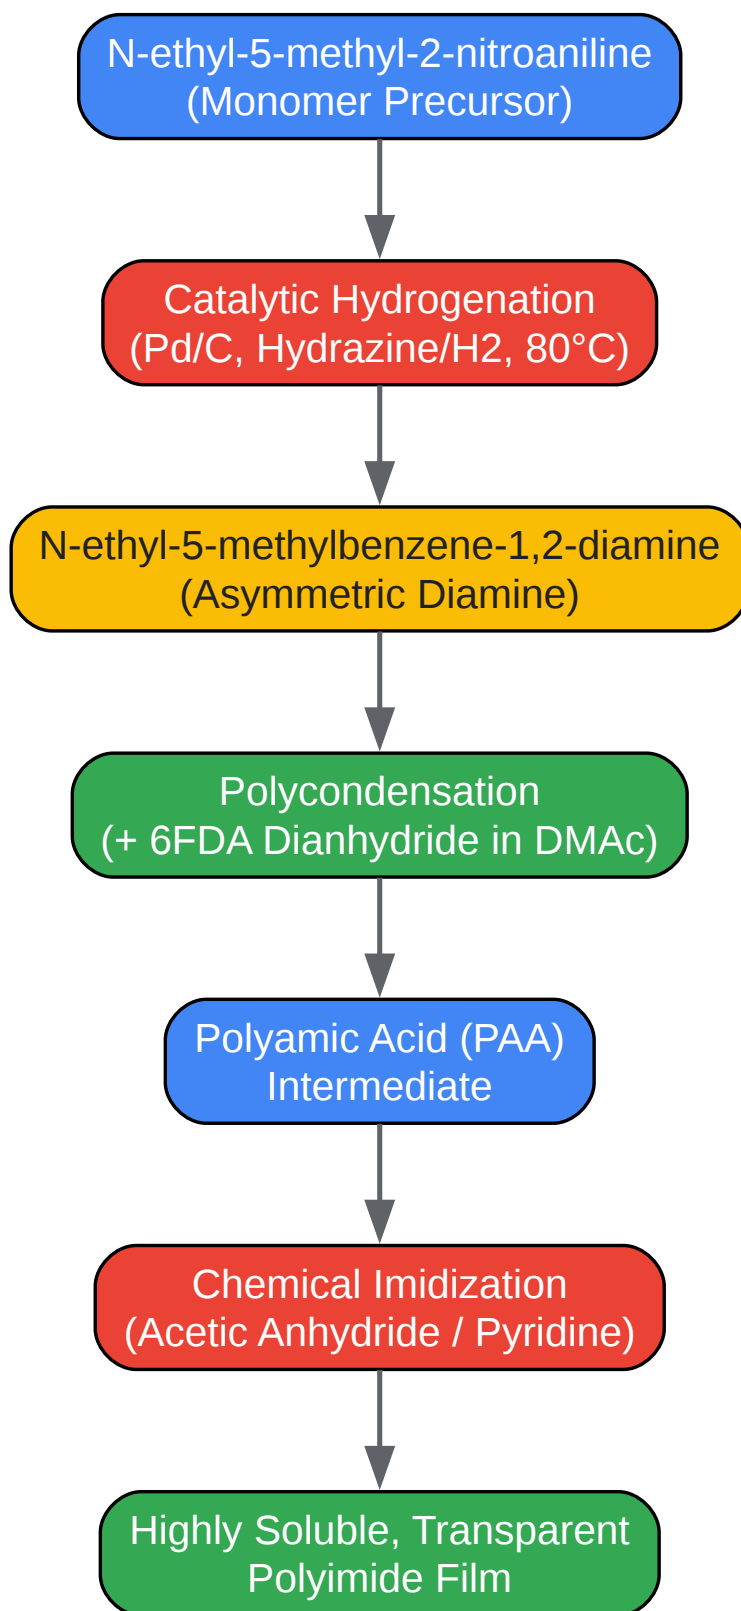 N-ethyl-5-methyl-2-nitroaniline
(Monomer Precursor)
Catalytic Hydrogenation
(Pd/C, Hydrazine/H2, 80°C)
N-ethyl-5-methylbenzene-1,2-diamine
(Asymmetric Diamine)
Polycondensation
(+ 6FDA Dianhydride in DMAc)
Polyamic Acid (PAA)
Intermediate
Chemical Imidization
(Acetic Anhydride / Pyridine)
Highly Soluble, Transparent
Polyimide Film